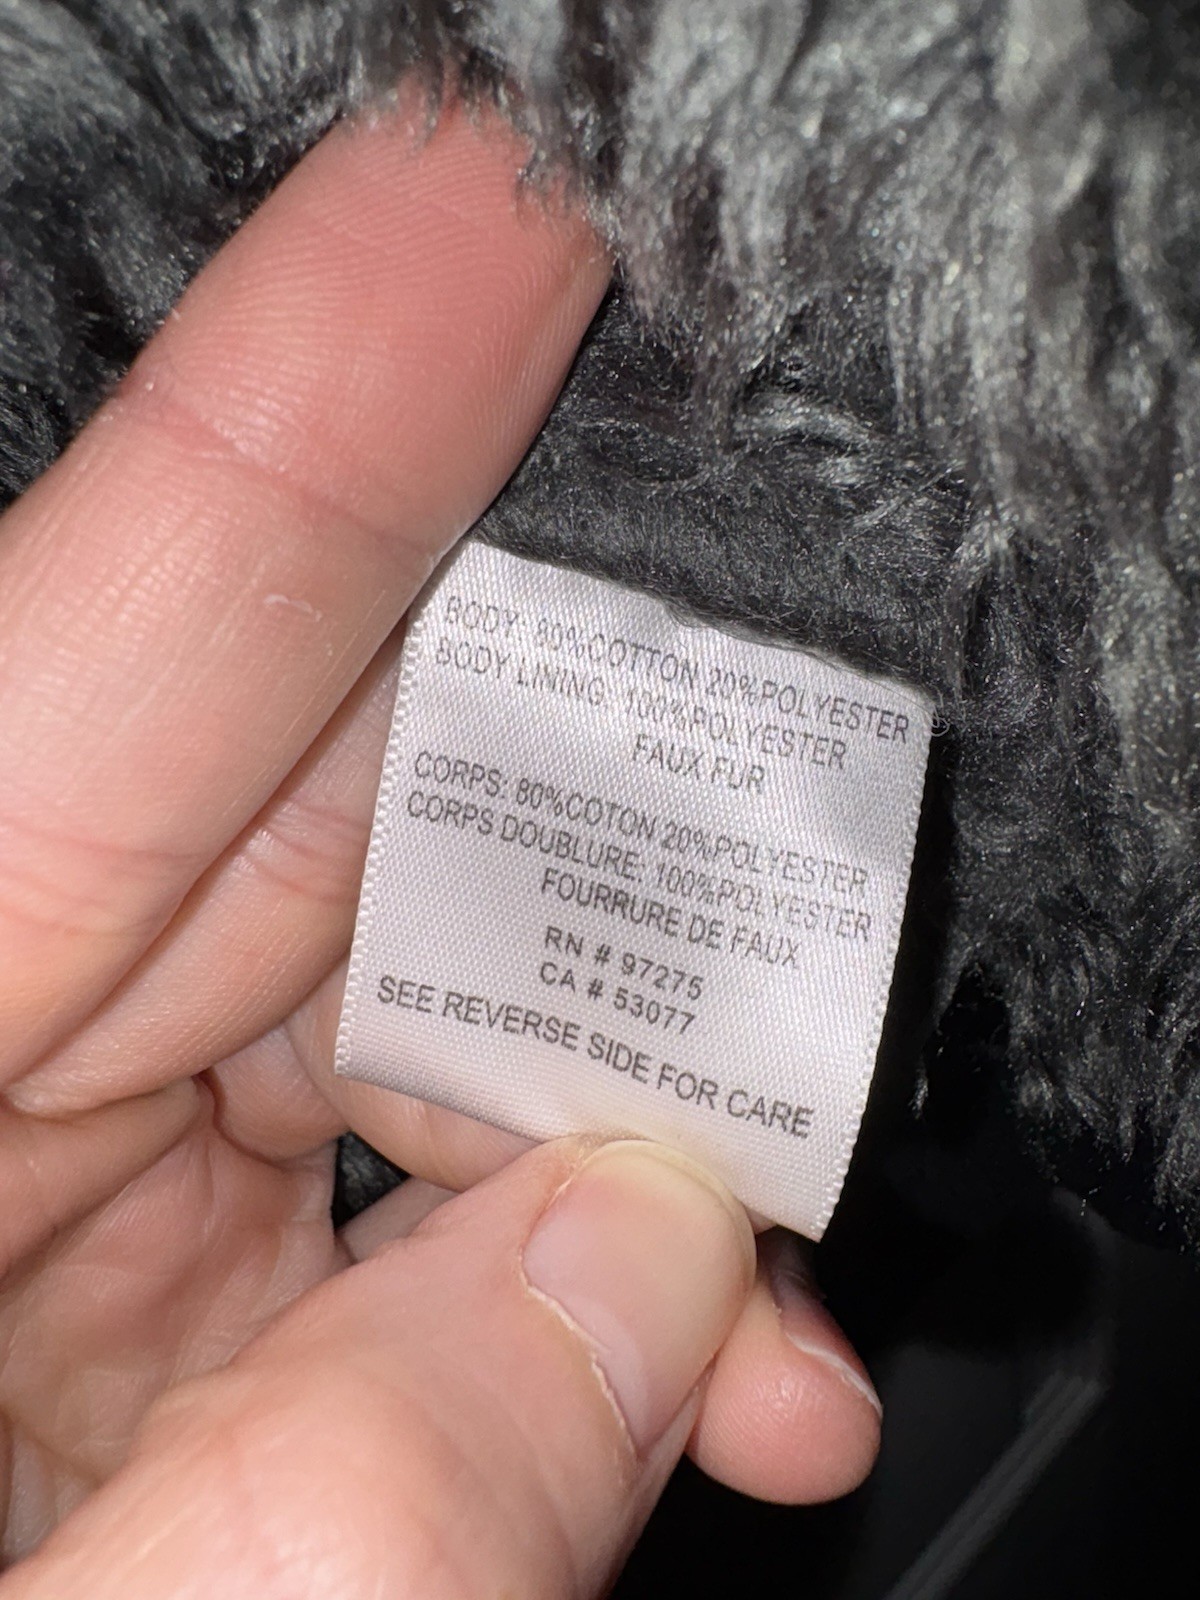 BODY: 80%COTTON 20%POLYESTER
BODY LINING: 100%POLYESTER
FAUX FUR
CORPS: 80%COTON 20%POLYESTER
CORPS DOUBLURE: 100%POLYESTER
FOURRURE DE FAUX
RN # 97275
CA # 53077
SEE REVERSE SIDE FOR CARE